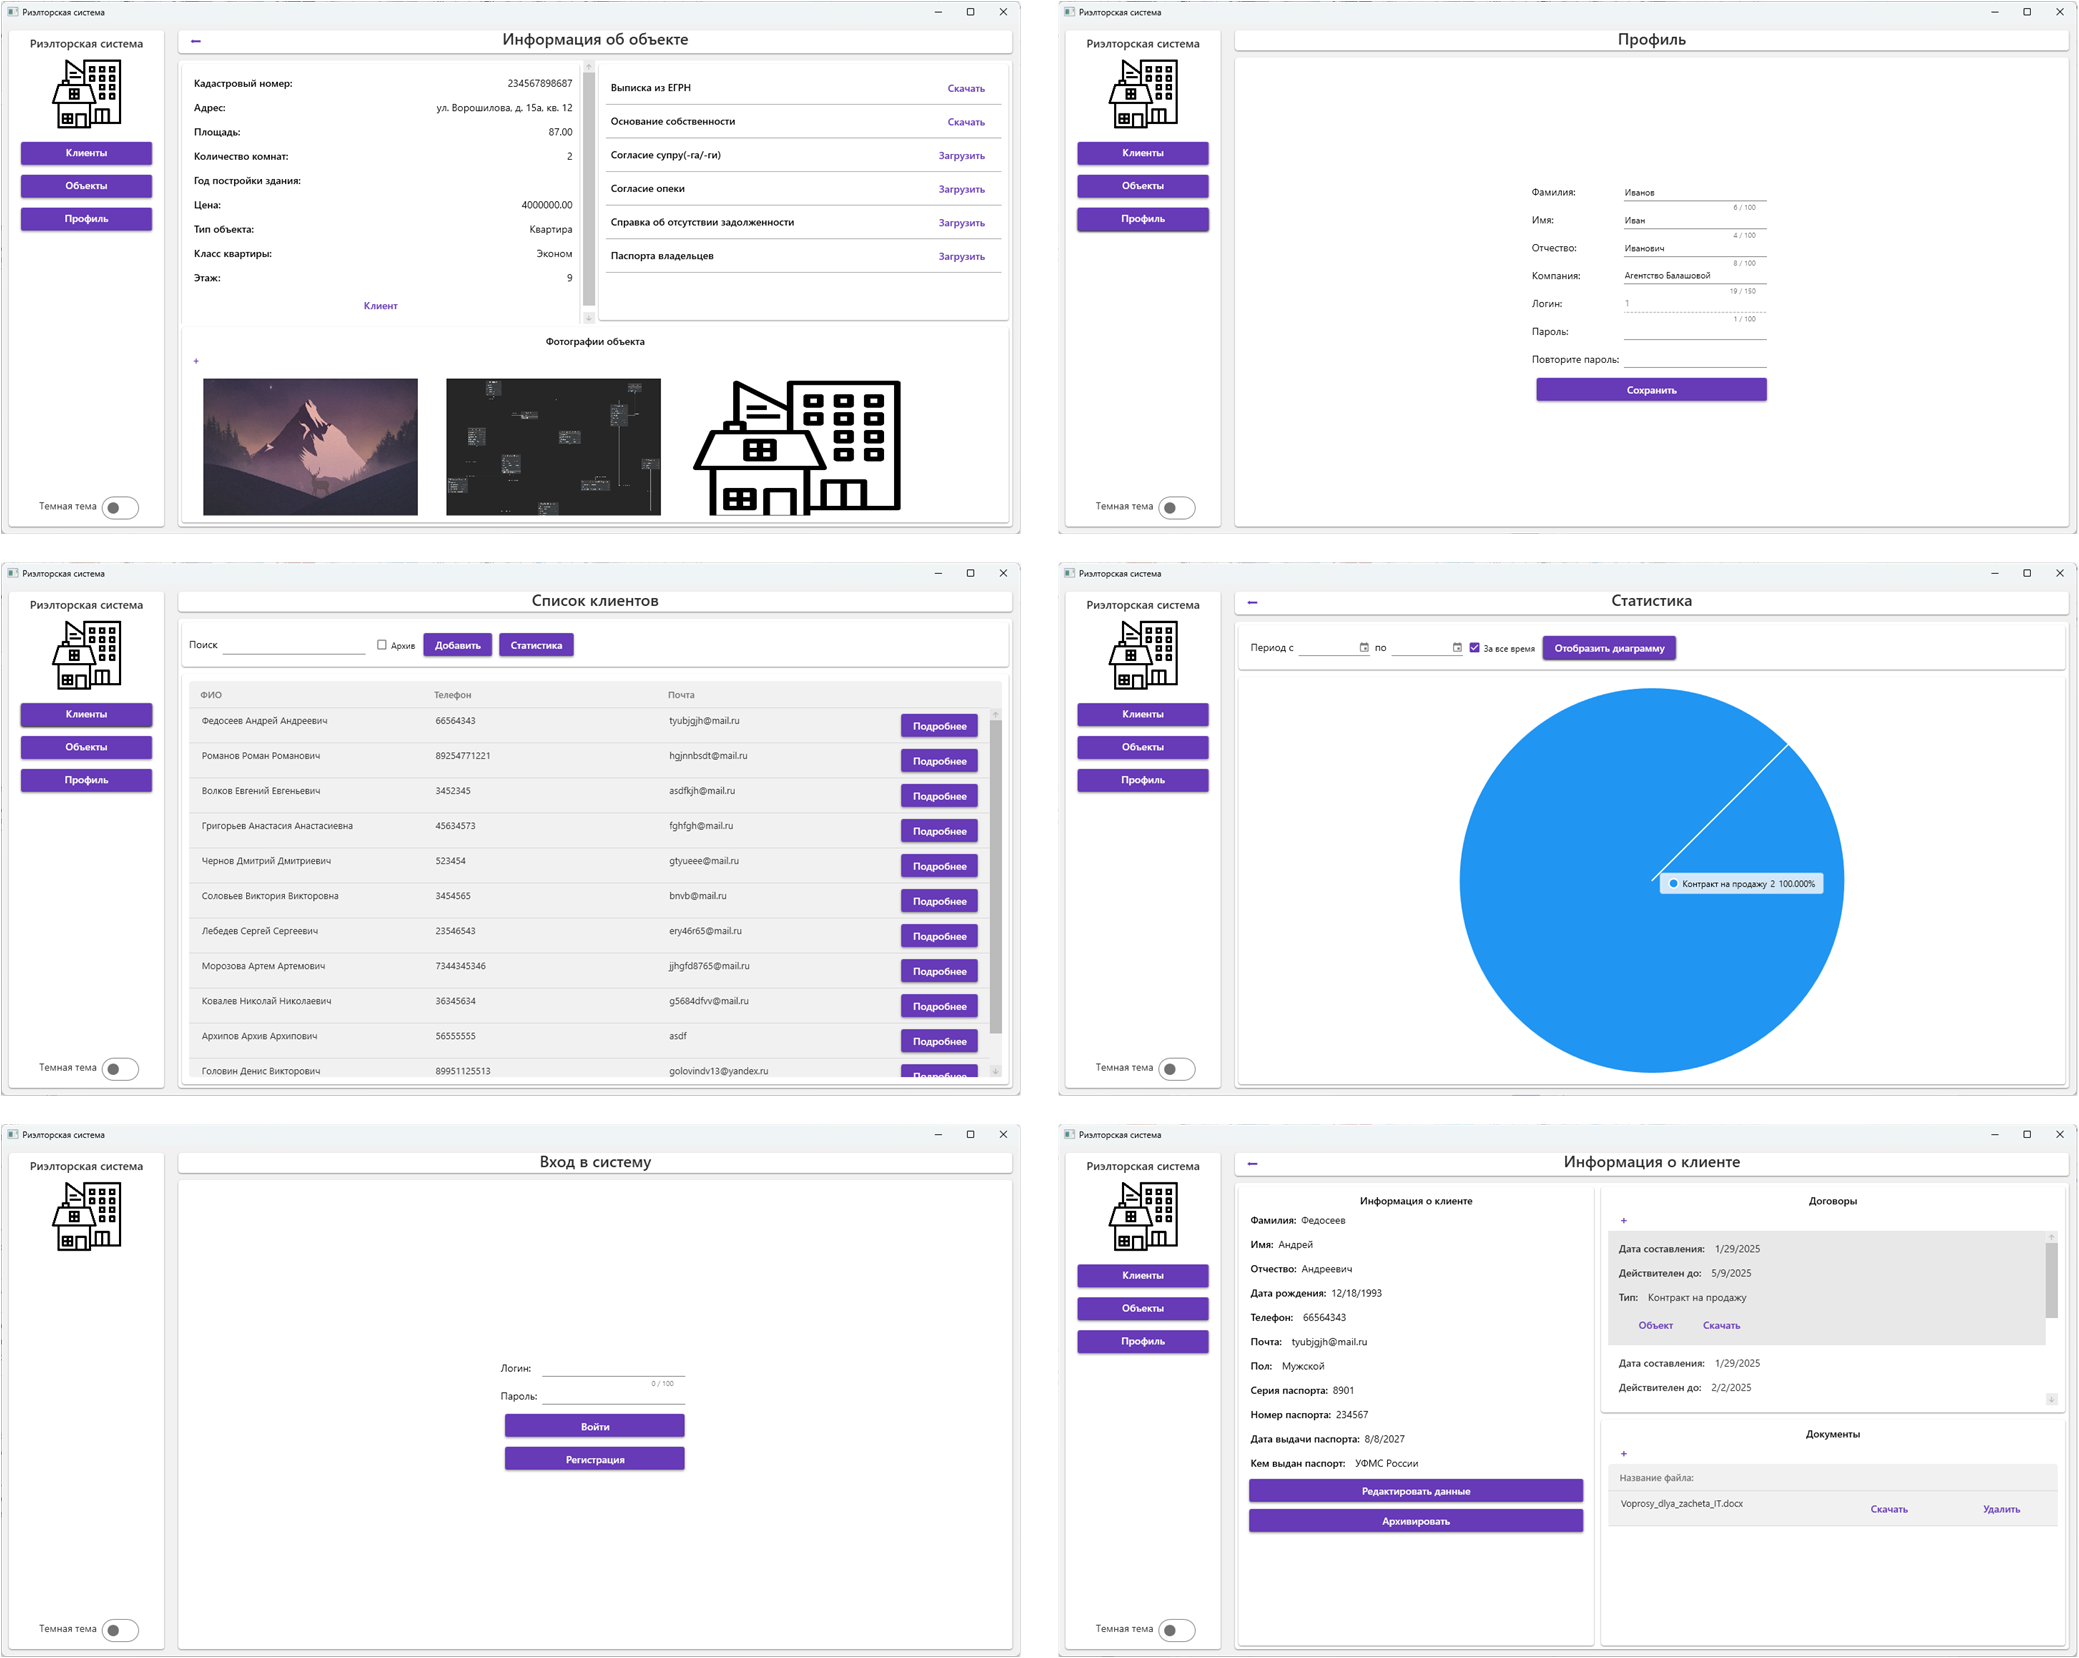 Риэлторская система
Риэлторская система
Клиенты
Объекты
Профиль
Темная тема
Информация об объекте
Кадастровый номер: 234567898687
Адрес: ул. Ворошилова, д. 15а, кв. 12
Площадь: 87.00
Количество комнат: 2
Год постройки здания:
Цена: 4000000.00
Тип объекта: Квартира
Класс квартиры: Эконом
Этаж: 9
Клиент
Выписка из ЕГРН Скачать
Основание собственности Скачать
Согласие супру(-га/-ги) Загрузить
Согласие опеки Загрузить
Справка об отсутствии задолженности Загрузить
Паспорта владельцев Загрузить
Фотографии объекта
+
Риэлторская система
Риэлторская система
Клиенты
Объекты
Профиль
Темная тема
Профиль
Фамилия: Иванов
6 / 100
Имя: Иван
4 / 100
Отчество: Иванович
8 / 100
Компания: Агентство Балашовой
19 / 150
Логин: 1
1 / 100
Пароль:
Повторите пароль:
Сохранить
Риэлторская система
Риэлторская система
Клиенты
Объекты
Профиль
Темная тема
Список клиентов
Поиск Архив Добавить Статистика
ФИО Телефон Почта
Федосеев Андрей Андреевич 66564343 tyubjgjh@mail.ru Подробнее
Романов Роман Романович 89254771221 hgjnnbsdt@mail.ru Подробнее
Волков Евгений Евгеньевич 3452345 asdfkjh@mail.ru Подробнее
Григорьев Анастасия Анастасиевна 45634573 fghfgh@mail.ru Подробнее
Чернов Дмитрий Дмитриевич 523454 gtyueee@mail.ru Подробнее
Соловьев Виктория Викторовна 3454565 bnvb@mail.ru Подробнее
Лебедев Сергей Сергеевич 23546543 ery46r65@mail.ru Подробнее
Морозова Артем Артемович 7344345346 jjhgfd8765@mail.ru Подробнее
Ковалев Николай Николаевич 36345634 g5684dfvv@mail.ru Подробнее
Архипов Архив Архипович 56555555 asdf Подробнее
Головин Денис Викторович 89951125513 golovindv13@yandex.ru Подробнее
Риэлторская система
Риэлторская система
Клиенты
Объекты
Профиль
Темная тема
Статистика
Период с по За все время Отобразить диаграмму
Контракт на продажу 2 100.000%
Риэлторская система
Риэлторская система
Темная тема
Вход в систему
Логин:
0 / 100
Пароль:
Войти
Регистрация
Риэлторская система
Риэлторская система
Клиенты
Объекты
Профиль
Темная тема
Информация о клиенте
Информация о клиенте
Фамилия: Федосеев
Имя: Андрей
Отчество: Андреевич
Дата рождения: 12/18/1993
Телефон: 66564343
Почта: tyubjgjh@mail.ru
Пол: Мужской
Серия паспорта: 8901
Номер паспорта: 234567
Дата выдачи паспорта: 8/8/2027
Кем выдан паспорт: УФМС России
Редактировать данные
Архивировать
Договоры
+
Дата составления: 1/29/2025
Действителен до: 5/9/2025
Тип: Контракт на продажу
Объект Скачать
Дата составления: 1/29/2025
Действителен до: 2/2/2025
Документы
+
Название файла:
Voprosy_dlya_zacheta_IT.docx Скачать Удалить